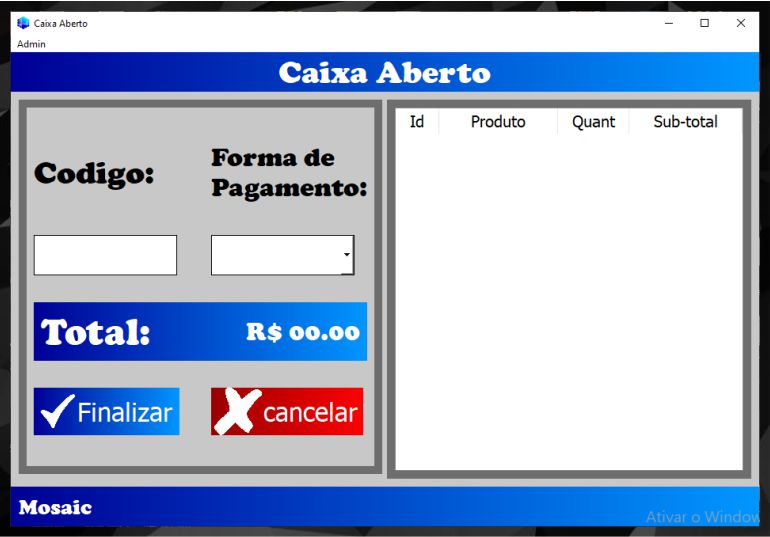 Caixa Aberto
Admin
Caixa Aberto
Codigo:
Forma de
Pagamento:
Total:
R$ 00.00
Finalizar
cancelar
Id Produto Quant Sub-total
Mosaic
Ativar o Window